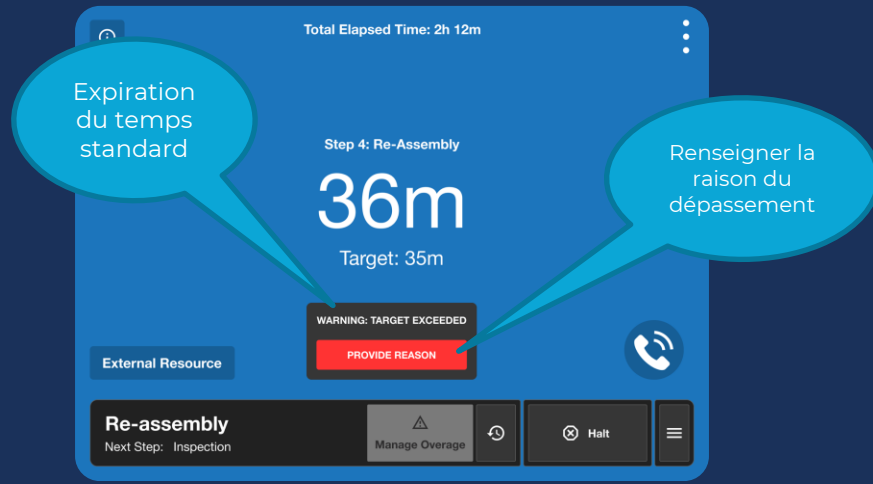 Total Elapsed Time: 2h 12m
Expiration
du temps
standard
Step 4: Re-Assembly
36m
Target: 35m
Renseigner la
raison du
dépassement
WARNING: TARGET EXCEEDED
PROVIDE REASON
External Resource
Re-assembly
Next Step: Inspection
Manage Overage
Halt